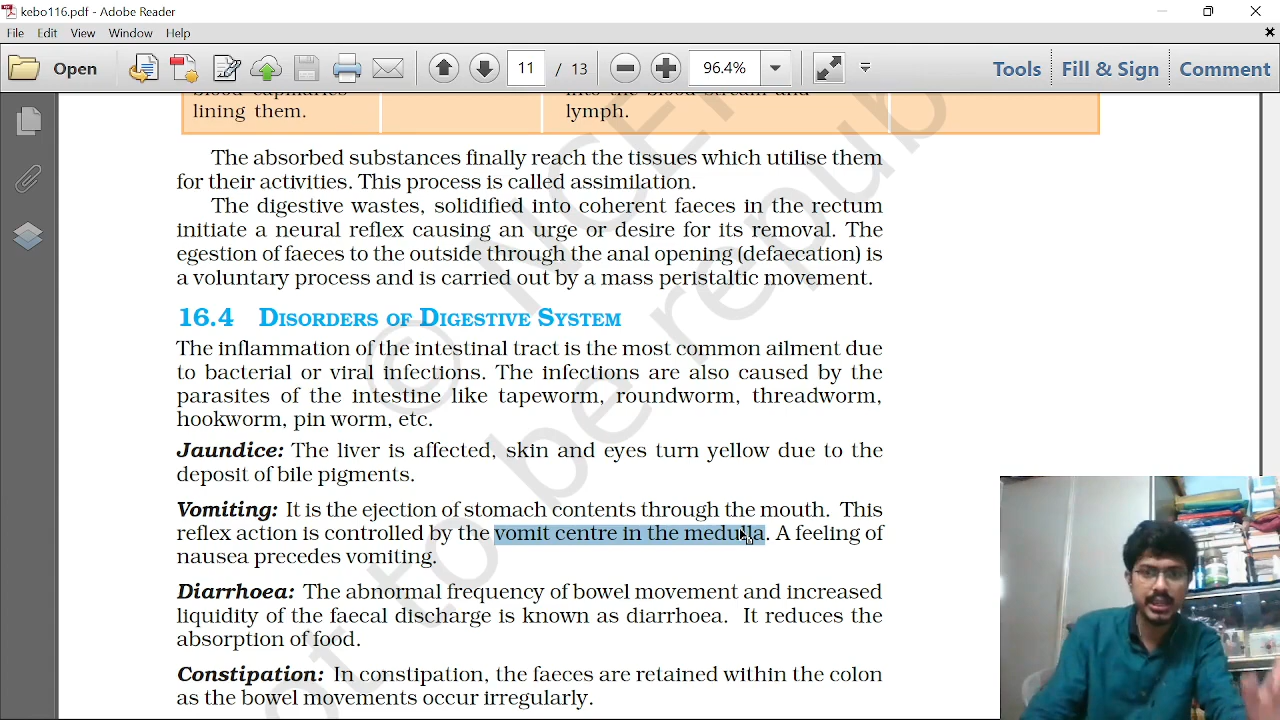 kebo116.pdf - Adobe Reader
File Edit View Window Help
Open
11 / 13
96.4%
Tools
Fill & Sign
Comment
lining them.
lymph.
The absorbed substances finally reach the tissues which utilise them
for their activities. This process is called assimilation.
The digestive wastes, solidified into coherent faeces in the rectum
initiate a neural reflex causing an urge or desire for its removal. The
egestion of faeces to the outside through the anal opening (defaecation) is
a voluntary process and is carried out by a mass peristaltic movement.
16.4 DISORDERS OF DIGESTIVE SYSTEM
The inflammation of the intestinal tract is the most common ailment due
to bacterial or viral infections. The infections are also caused by the
parasites of the intestine like tapeworm, roundworm, threadworm,
hookworm, pin worm, etc.
Jaundice: The liver is affected, skin and eyes turn yellow due to the
deposit of bile pigments.
Vomiting: It is the ejection of stomach contents through the mouth. This
reflex action is controlled by the vomit centre in the medulla. A feeling of
nausea precedes vomiting.
Diarrhoea: The abnormal frequency of bowel movement and increased
liquidity of the faecal discharge is known as diarrhoea. It reduces the
absorption of food.
Constipation: In constipation, the faeces are retained within the colon
as the bowel movements occur irregularly.